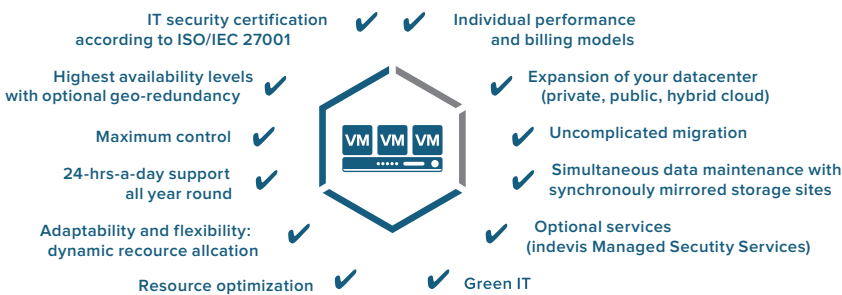 IT security certification
according to ISO/IEC 27001
Highest availability levels
with optional geo-redundancy
Maximum control
24-hrs-a-day support
all year round
Adaptability and flexibility:
dynamic recource allcation
Resource optimization
VM VM VM
Individual performance
and billing models
Expansion of your datacenter
(private, public, hybrid cloud)
Uncomplicated migration
Simultaneous data maintenance with
synchronouly mirrored storage sites
Optional services
(indevis Managed Secutity Services)
Green IT